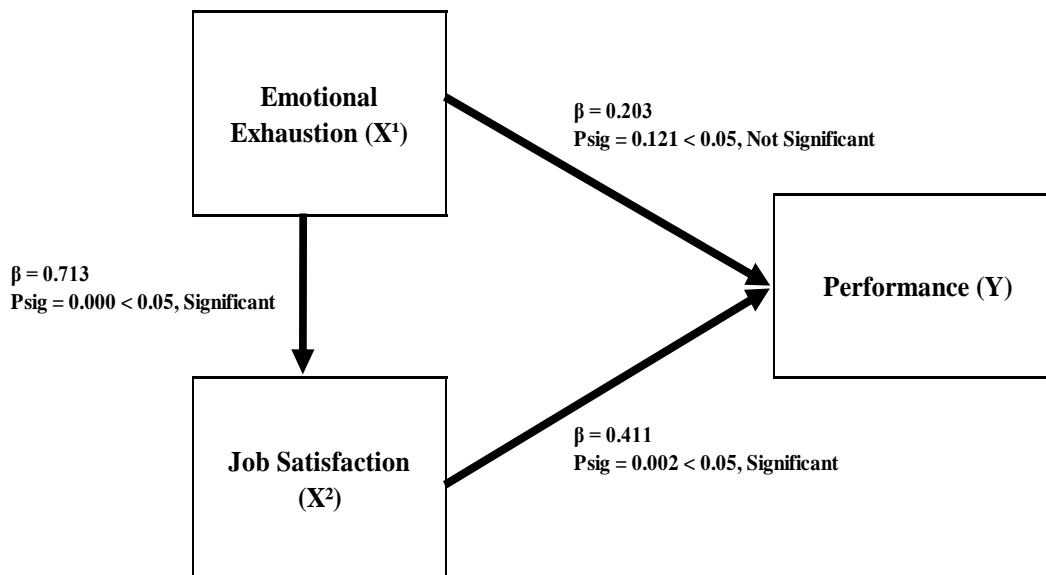 Emotional
Exhaustion (X¹)
β = 0.203
Psig = 0.121 < 0.05, Not Significant
Performance (Y)
β = 0.713
Psig = 0.000 < 0.05, Significant
Job Satisfaction
(X²)
β = 0.411
Psig = 0.002 < 0.05, Significant